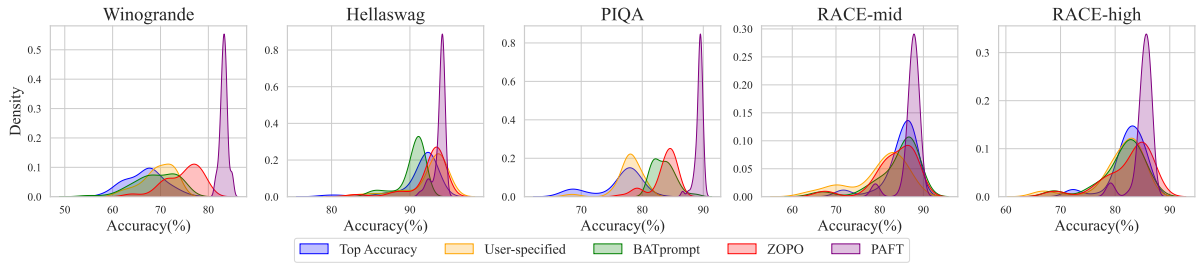 Winogrande Hellaswag PIQA RACE-mid RACE-high
Density
0.5
0.4
0.3
0.2
0.1
0.0
50 60 70 80
Accuracy(%)
0.8
0.6
0.4
0.2
0.0
80 90
Accuracy(%)
0.8
0.6
0.4
0.2
0.0
70 80 90
Accuracy(%)
0.30
0.25
0.20
0.15
0.10
0.05
0.00
60 70 80 90
Accuracy(%)
0.3
0.2
0.1
0.0
60 70 80 90
Accuracy(%)
Top Accuracy User-specified BATprompt ZOPO PAFT